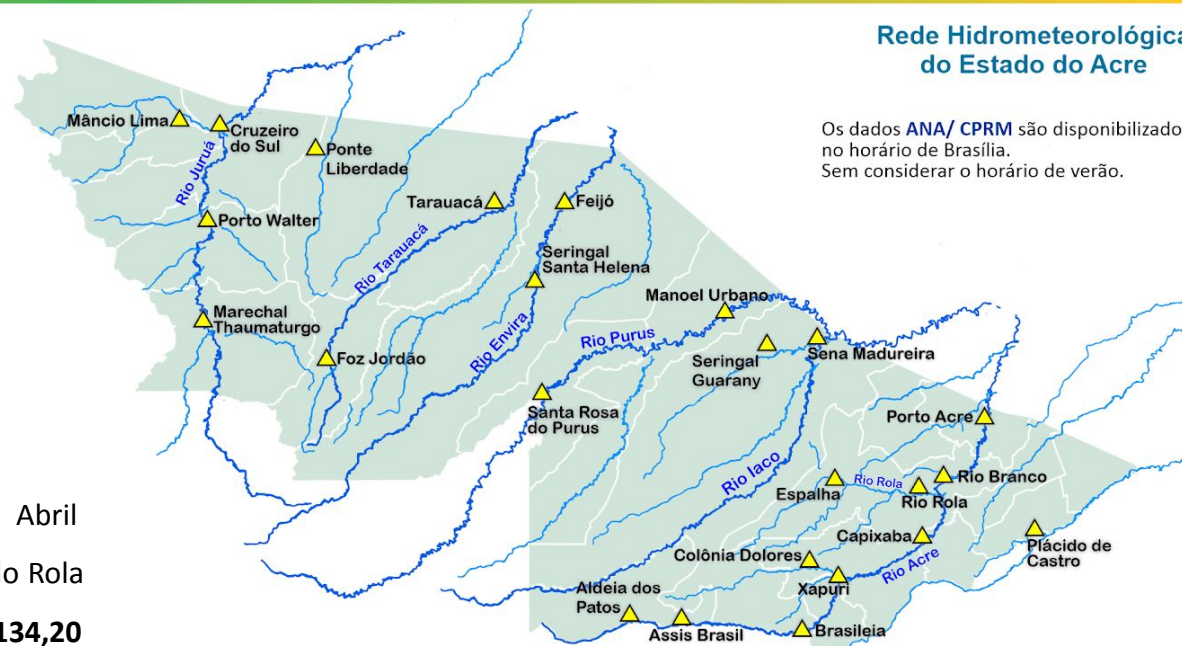 Rede Hidrometeorológica
do Estado do Acre
Os dados ANA/ CPRM são disponibilizado
no horário de Brasília.
Sem considerar o horário de verão.
Mâncio Lima
Cruzeiro
do Sul
Ponte
Liberdade
Rio Juruá
Porto Walter
Tarauacá
Feijó
Rio Tarauacá
Seringal
Santa Helena
Marechal
Thaumaturgo
Foz Jordão
Rio Envira
Manoel Urbano
Rio Purus
Seringal
Guarany
Sena Madureira
Santa Rosa
do Purus
Porto Acre
Rio Iaco
Espalha
Rio Rola
Rio Rola
Rio Branco
Capixaba
Plácido de
Castro
Colônia Dolores
Rio Acre
Xapuri
Aldeia dos
Patos
Assis Brasil
Brasileia
Abril
o Rola
134,20